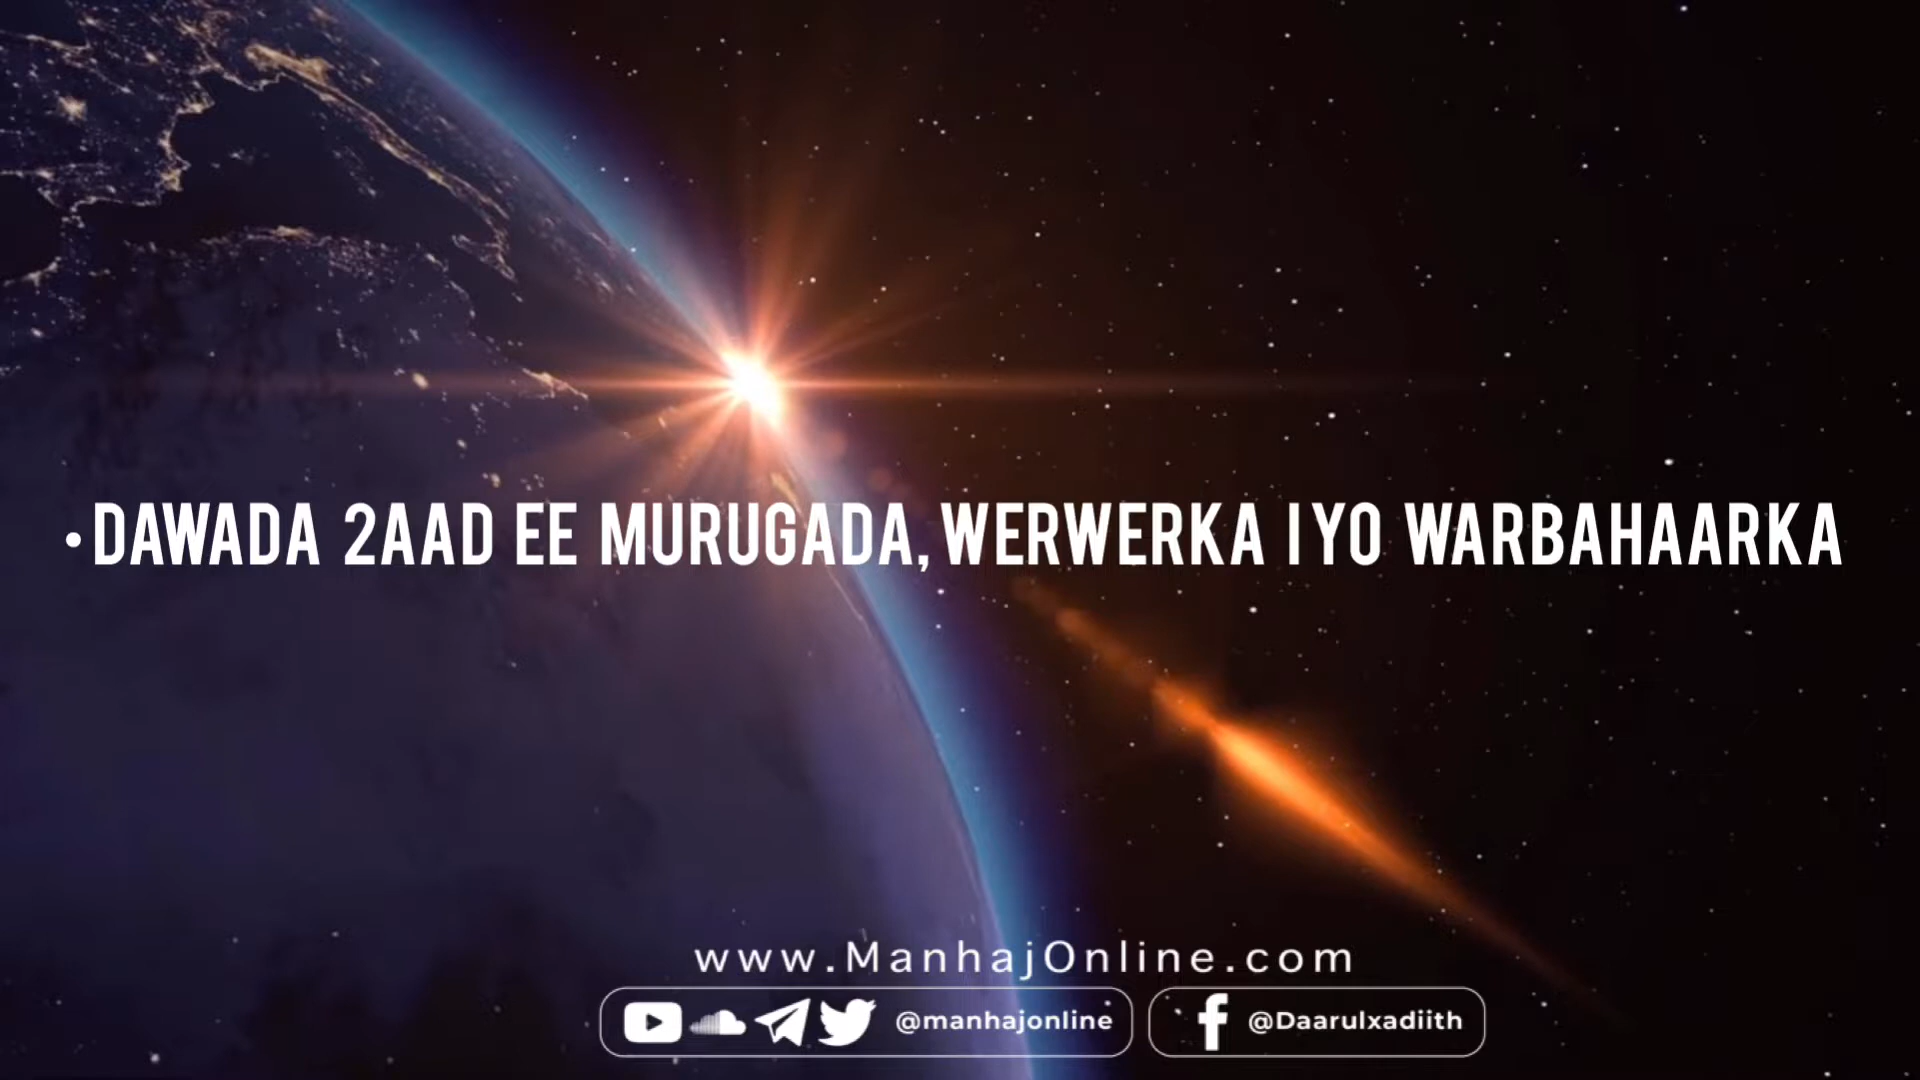 • DAWADA 2AAD EE MURUGADA, WERWERKA IYO WARBAHAARKA
www.ManhajOnline.com
@manhajonline @Daarulxadiith